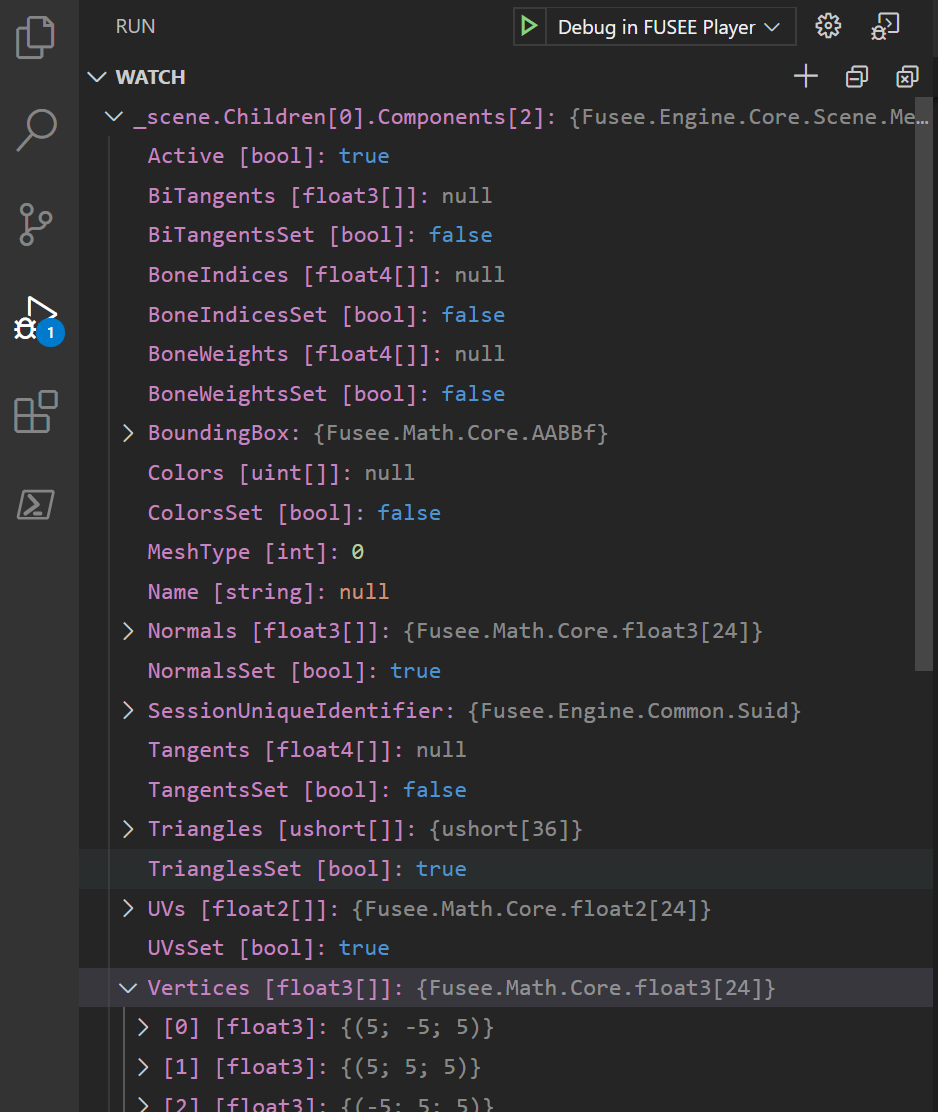 RUN
Debug in FUSEE Player
WATCH
_scene.Children[0].Components[2]: {Fusee.Engine.Core.Scene.Me…
Active [bool]: true
BiTangents [float3[]]: null
BiTangentsSet [bool]: false
BoneIndices [float4[]]: null
BoneIndicesSet [bool]: false
BoneWeights [float4[]]: null
BoneWeightsSet [bool]: false
BoundingBox: {Fusee.Math.Core.AABBf}
Colors [uint[]]: null
ColorsSet [bool]: false
MeshType [int]: 0
Name [string]: null
Normals [float3[]]: {Fusee.Math.Core.float3[24]}
NormalsSet [bool]: true
SessionUniqueIdentifier: {Fusee.Engine.Common.Suid}
Tangents [float4[]]: null
TangentsSet [bool]: false
Triangles [ushort[]]: {ushort[36]}
TrianglesSet [bool]: true
UVs [float2[]]: {Fusee.Math.Core.float2[24]}
UVsSet [bool]: true
Vertices [float3[]]: {Fusee.Math.Core.float3[24]}
[0] [float3]: {(5; -5; 5)}
[1] [float3]: {(5; 5; 5)}
[2] [float3]: {(-5; 5; 5)}
1